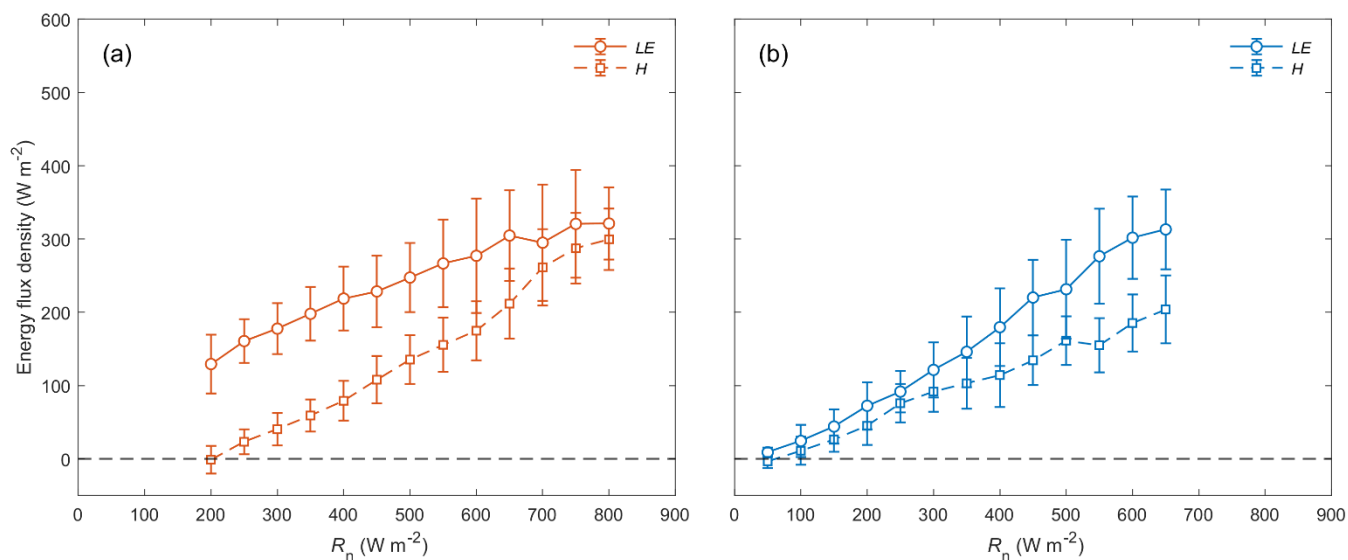 (a)
LE
H
600
500
400
300
200
100
0
Energy flux density (W m⁻²)
0 100 200 300 400 500 600 700 800 900
Rₙ (W m⁻²)
(b)
LE
H
0 100 200 300 400 500 600 700 800 900
Rₙ (W m⁻²)